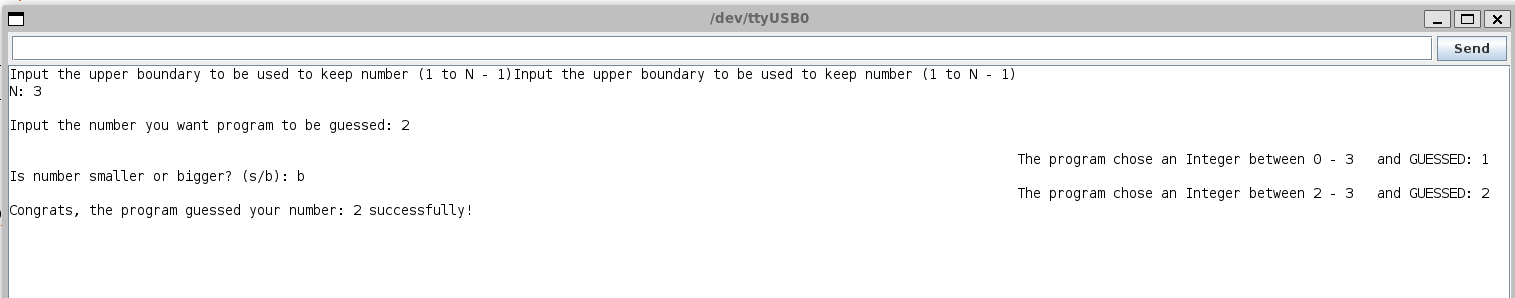 /dev/ttyUSB0
Send
Input the upper boundary to be used to keep number (1 to N - 1)Input the upper boundary to be used to keep number (1 to N - 1)
N: 3
Input the number you want program to be guessed: 2
The program chose an Integer between 0 - 3 and GUESSED: 1
Is number smaller or bigger? (s/b): b
The program chose an Integer between 2 - 3 and GUESSED: 2
Congrats, the program guessed your number: 2 successfully!